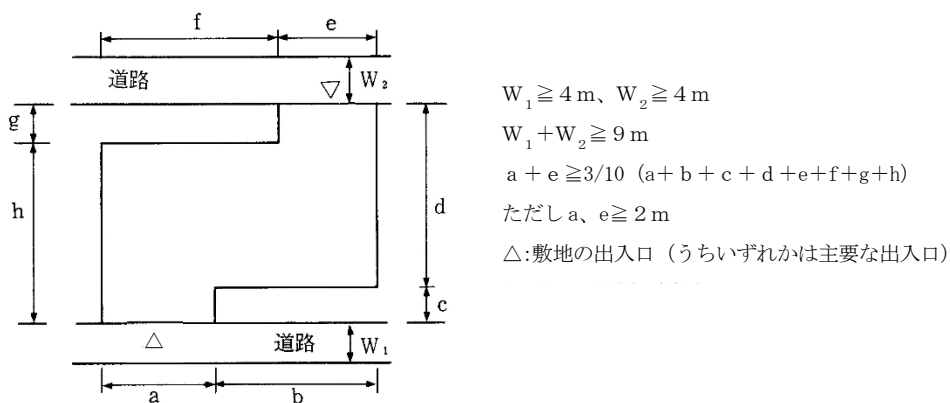 f
e
道路
W₂
▽
g
h
d
c
△
道路
W₁
a
b
W₁≧4m、W₂≧4m
W₁+W₂≧9m
a+e≧3/10（a+b+c+d+e+f+g+h）
ただしa、e≧2m
△:敷地の出入口（うちいずれかは主要な出入口）